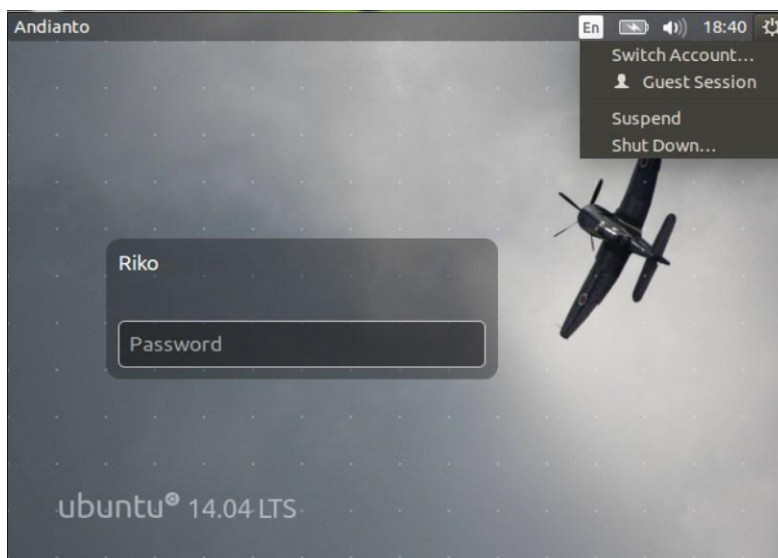 Andianto En 18:40
Switch Account...
Guest Session
Suspend
Shut Down...
Riko
Password
ubuntu 14.04 LTS